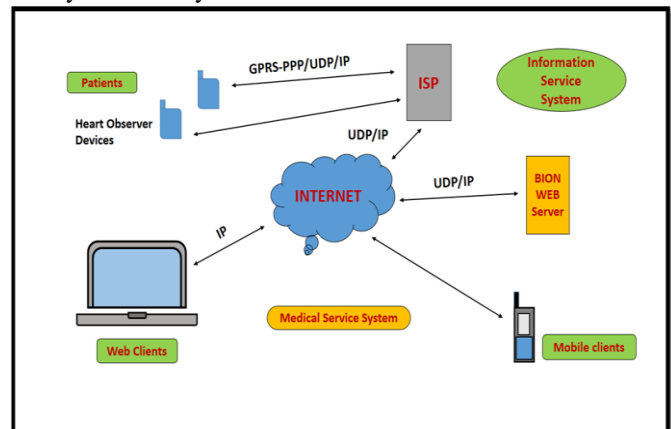 GPRS-PPP/UDP/IP
Patients
ISP
Information
Service
System
Heart Observer
Devices
UDP/IP
INTERNET
UDP/IP
BION
WEB
Server
IP
Medical Service System
Web Clients
Mobile clients